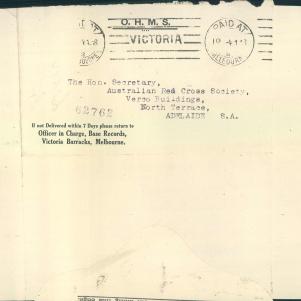 O. H. M. S.
VICTORIA
PAID AT
MELBOURNE
The Hon. Secretary,
Australian Red Cross Society,
Verco Buildings,
North Terrace,
ADELAIDE S.A.
62762
If not Delivered within 7 Days please return to
Officer in Charge, Base Records,
Victoria Barracks, Melbourne.